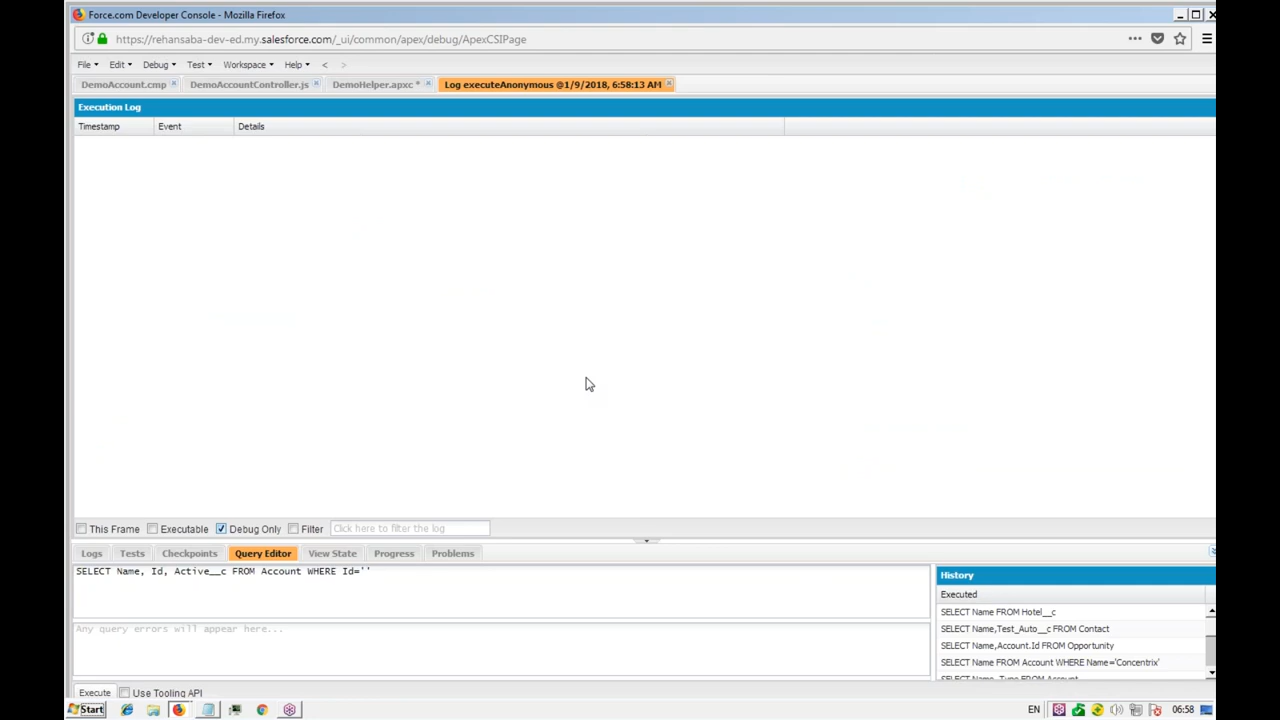 Force.com Developer Console - Mozilla Firefox
https://rehansaba-dev-ed.my.salesforce.com/_ui/common/apex/debug/ApexCSIPage
File Edit Debug Test Workspace Help < >
DemoAccount.cmp DemoAccountController.js DemoHelper.apxc * Log executeAnonymous @1/9/2018, 6:58:13 AM
Execution Log
Timestamp Event Details
This Frame Executable Debug Only Filter Click here to filter the log
Logs Tests Checkpoints Query Editor View State Progress Problems
SELECT Name, Id, Active__c FROM Account WHERE Id=''
Any query errors will appear here...
History
Executed
SELECT Name FROM Hotel__c
SELECT Name,Test_Auto__c FROM Contact
SELECT Name,Account.Id FROM Opportunity
SELECT Name FROM Account WHERE Name='Concentrix'
SELECT Name, Type FROM Account
Execute Use Tooling API
Start EN 06:58